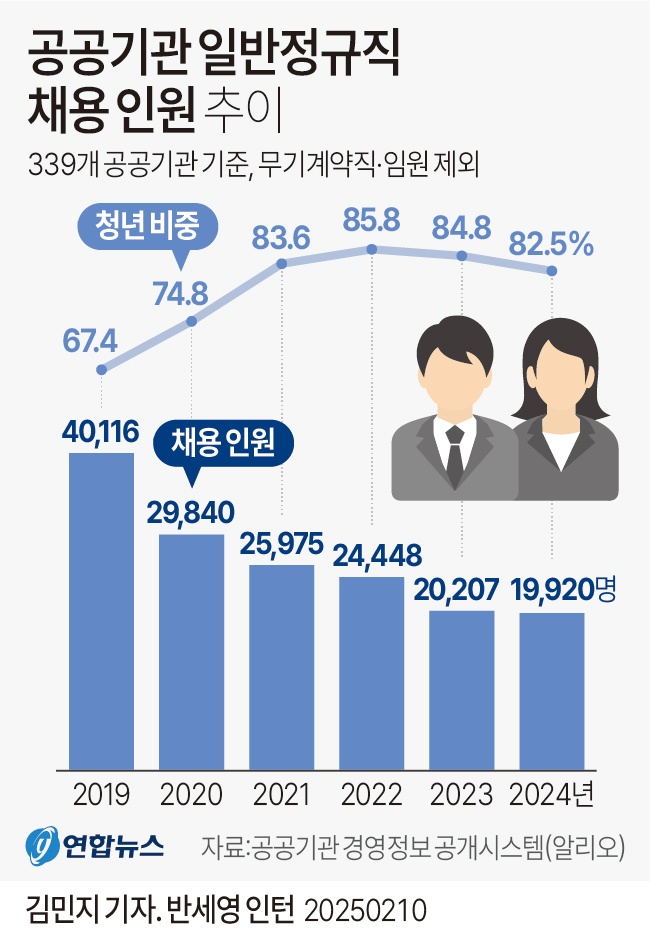 공공기관 일반정규직
채용 인원 추이
339개 공공기관 기준, 무기계약직·임원 제외
청년 비중
67.4
74.8
83.6
85.8
84.8
82.5%
채용 인원
40,116
29,840
25,975
24,448
20,207
19,920명
2019
2020
2021
2022
2023
2024년
연합뉴스
자료:공공기관 경영정보 공개시스템(알리오)
김민지 기자. 반세영 인턴 20250210